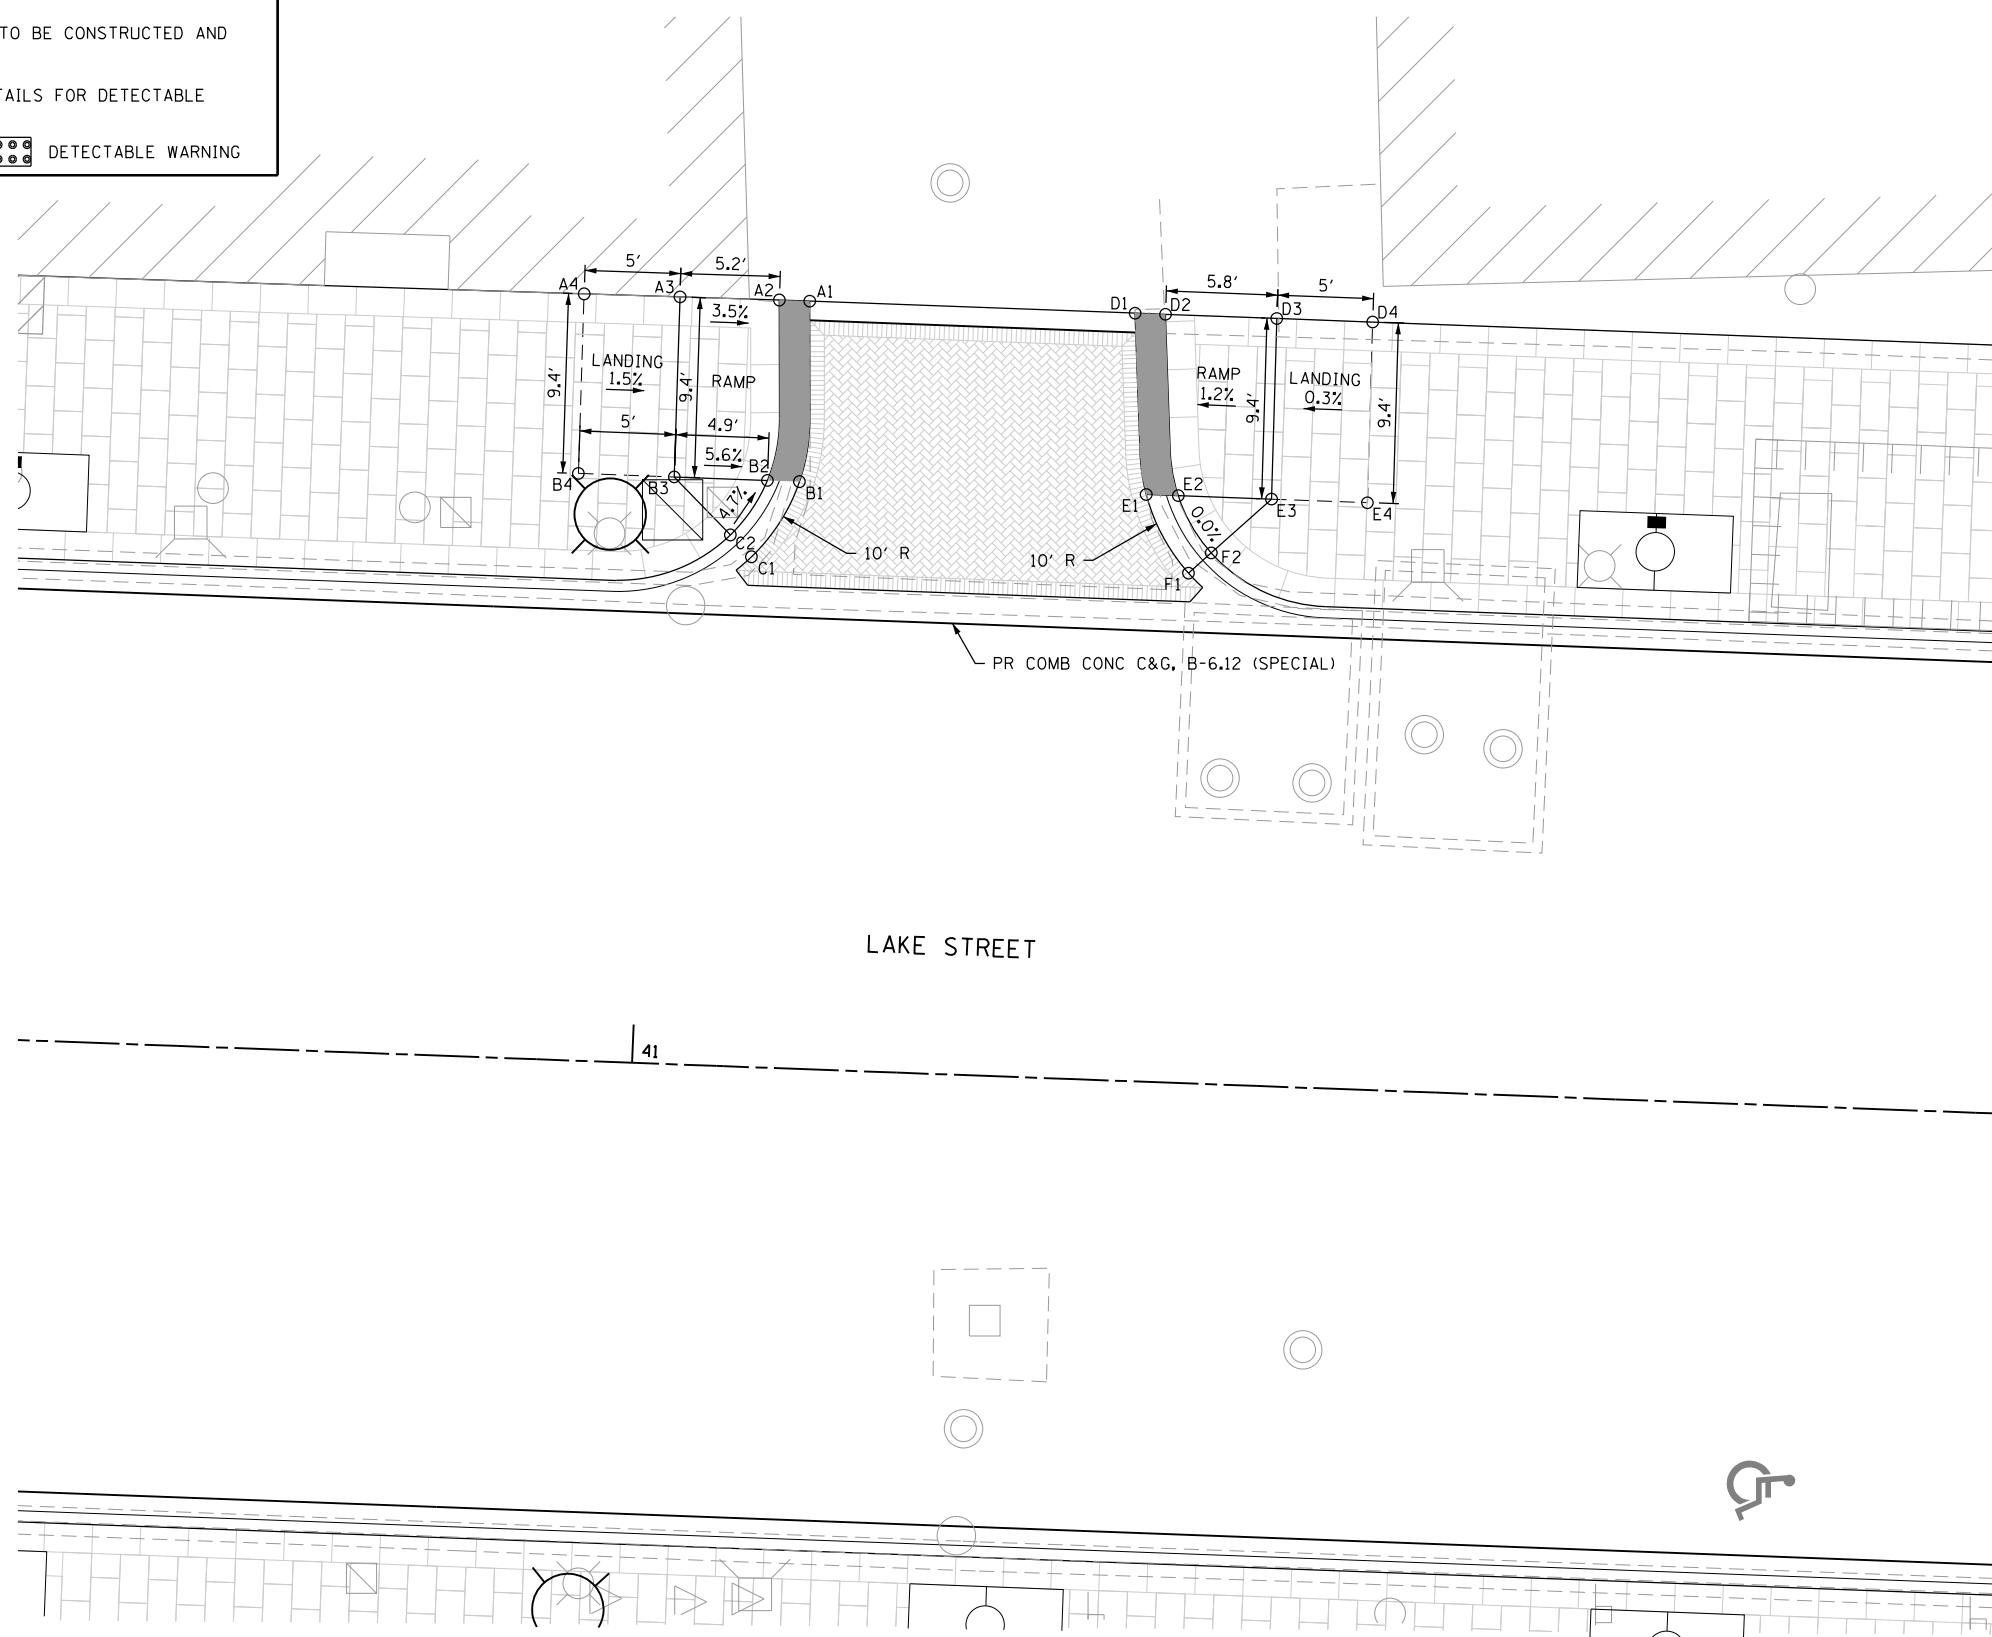 TO BE CONSTRUCTED AND
TAILS FOR DETECTABLE
DETECTABLE WARNING
5' 5.2'
A4 A3 A2 A1
3.5%
5.8' 5'
D1 D2 D3 D4
LANDING
1.5%
RAMP
9.4' 9.4'
RAMP
1.2%
LANDING
0.3%
9.4' 9.4'
5' 4.9'
5.6%
B4 B3 B2 B1
4.7%
C2
C1
10' R
10' R
E1 E2 E3 E4
0.0%
F2
F1
PR COMB CONC C&G, B-6.12 (SPECIAL)
LAKE STREET
41